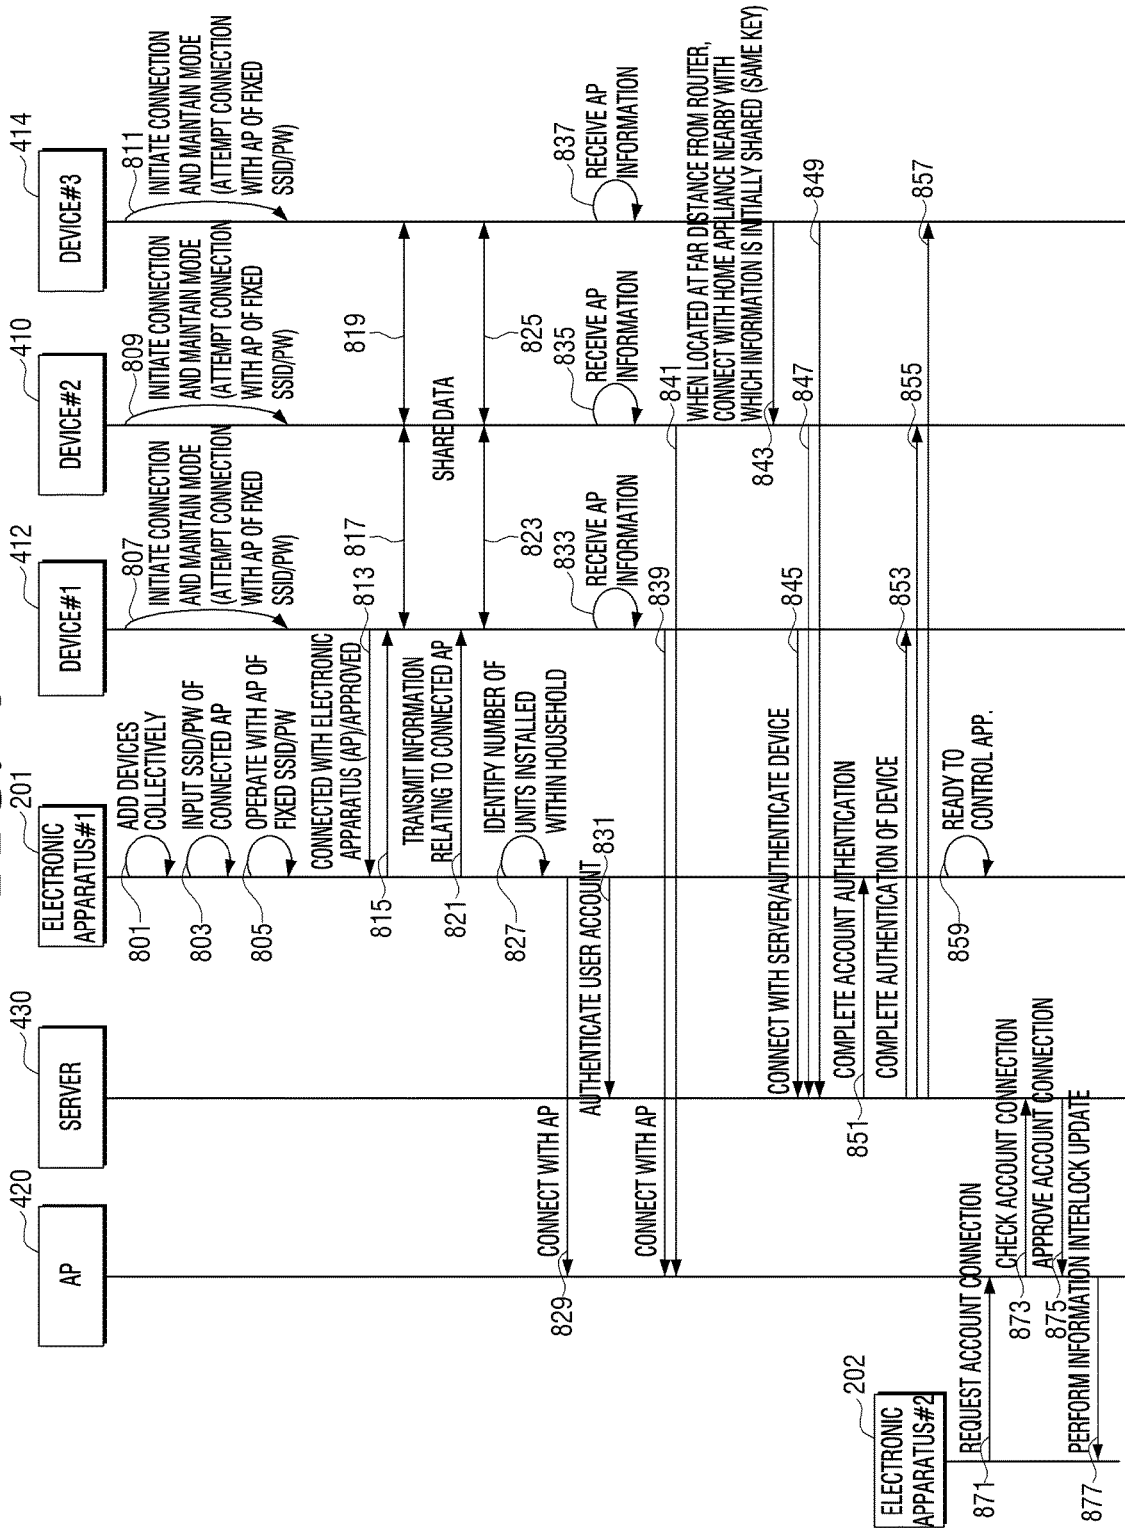 ELECTRONIC
APPARATUS#2
202
AP
420
SERVER
430
ELECTRONIC
APPARATUS#1
201
DEVICE#1
412
DEVICE#2
410
DEVICE#3
414
801
ADD DEVICES
COLLECTIVELY
803
INPUT SSID/PW OF
CONNECTED AP
805
OPERATE WITH AP OF
FIXED SSID/PW
807
INITIATE CONNECTION
AND MAINTAIN MODE
(ATTEMPT CONNECTION
WITH AP OF FIXED
SSID/PW)
809
INITIATE CONNECTION
AND MAINTAIN MODE
(ATTEMPT CONNECTION
WITH AP OF FIXED
SSID/PW)
811
INITIATE CONNECTION
AND MAINTAIN MODE
(ATTEMPT CONNECTION
WITH AP OF FIXED
SSID/PW)
CONNECTED WITH ELECTRONIC
APPARATUS (AP)/APPROVED
813
815
817
819
TRANSMIT INFORMATION
RELATING TO CONNECTED AP
821
SHARE DATA
823
825
827
IDENTIFY NUMBER OF
UNITS INSTALLED
WITHIN HOUSEHOLD
CONNECT WITH AP
829
AUTHENTICATE USER ACCOUNT
831
833
RECEIVE AP
INFORMATION
835
RECEIVE AP
INFORMATION
837
RECEIVE AP
INFORMATION
CONNECT WITH AP
839
841
WHEN LOCATED AT FAR DISTANCE FROM ROUTER,
CONNECT WITH HOME APPLIANCE NEARBY WITH
WHICH INFORMATION IS INITIALLY SHARED (SAME KEY)
843
CONNECT WITH SERVER/AUTHENTICATE DEVICE
845
847
849
COMPLETE ACCOUNT AUTHENTICATION
851
COMPLETE AUTHENTICATION OF DEVICE
853
855
857
859
READY TO
CONTROL APP.
REQUEST ACCOUNT CONNECTION
871
CHECK ACCOUNT CONNECTION
873
APPROVE ACCOUNT CONNECTION
875
PERFORM INFORMATION INTERLOCK UPDATE
877